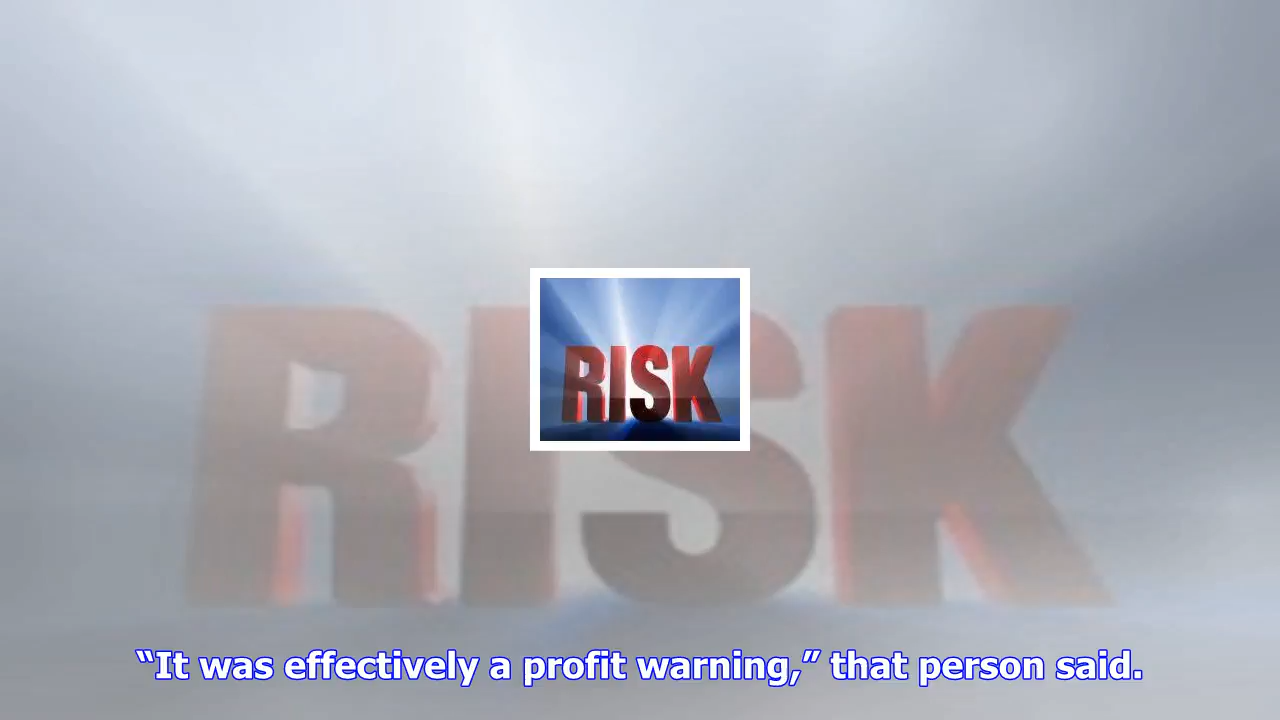 RISK
RISK
“It was effectively a profit warning,” that person said.